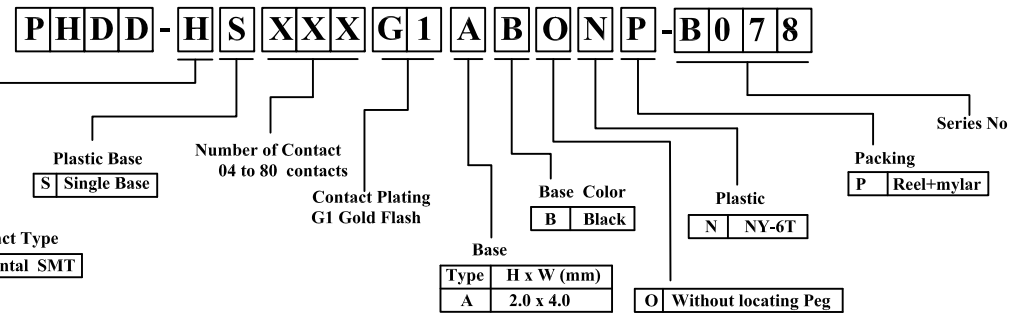 PHDD-HSXXXG1ABONP-B078
Series No
Plastic Base
S Single Base
Number of Contact
04 to 80 contacts
Contact Plating
G1 Gold Flash
Base Color
B Black
Plastic
N NY-6T
Packing
P Reel+mylar
Type
SMT
Base
Type H x W (mm)
A 2.0 x 4.0
O Without locating Peg